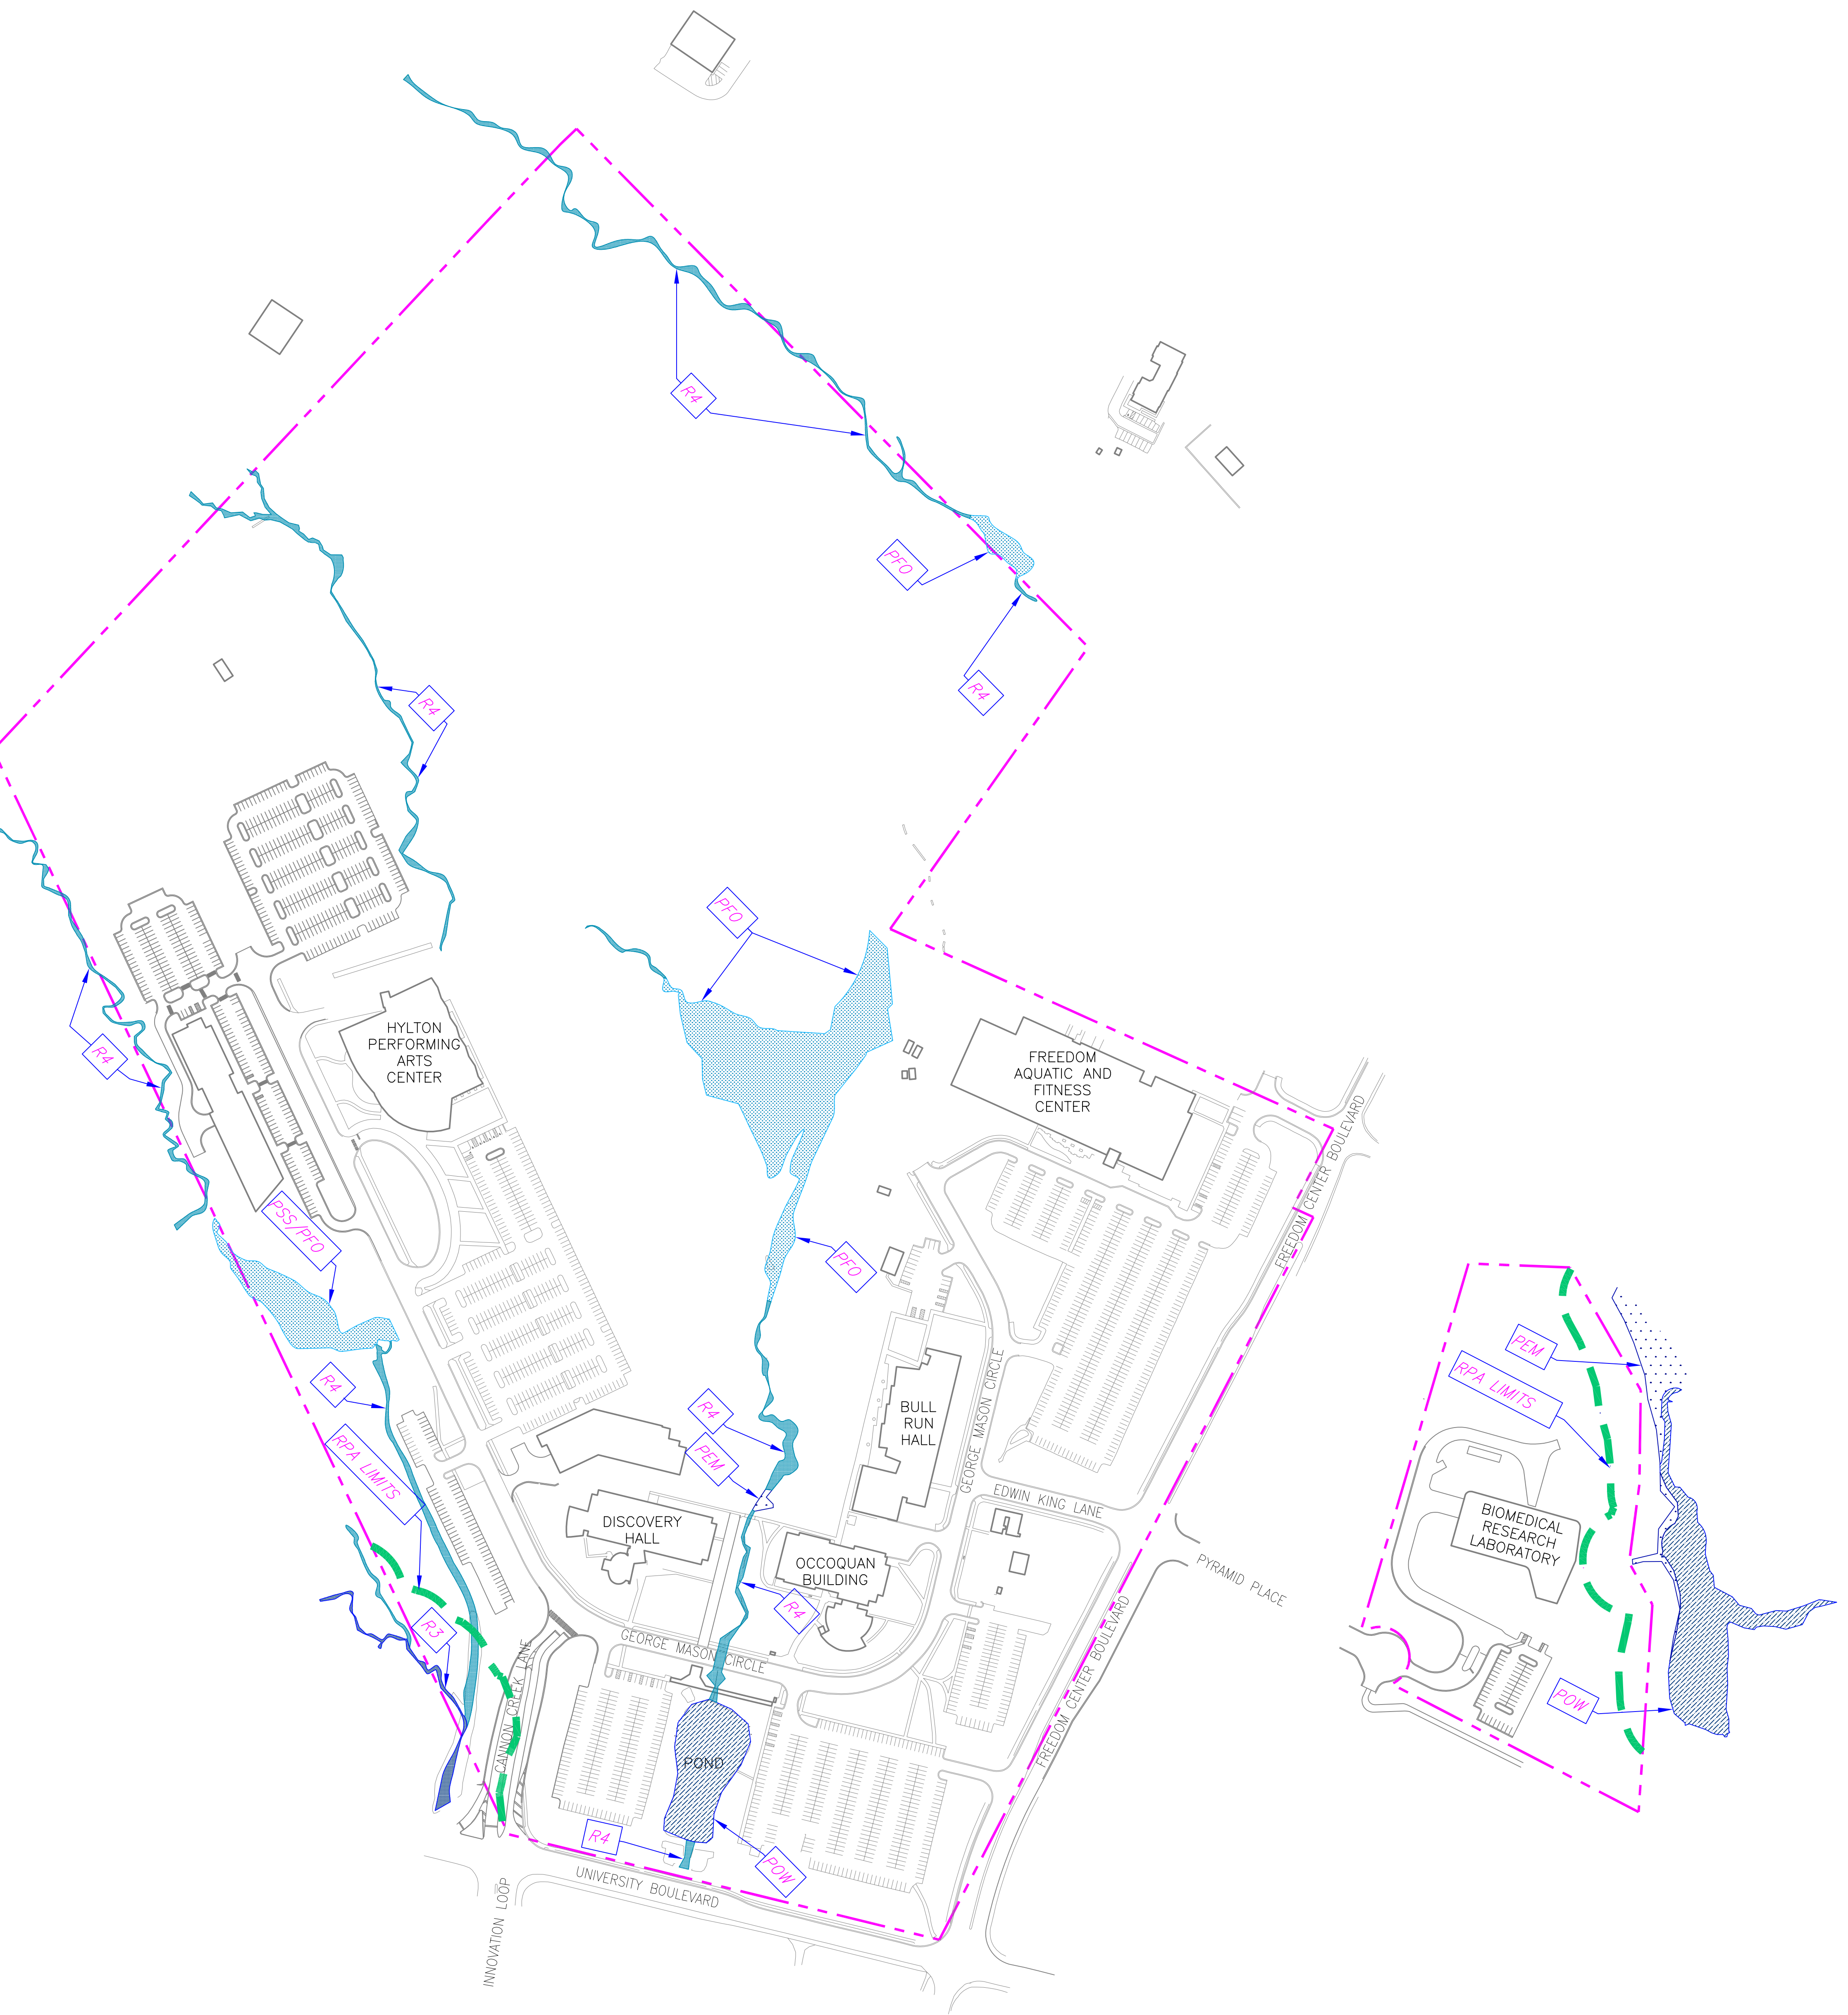 R4
PFO
R4
R4
PFO
HYLTON
PERFORMING
ARTS
CENTER
R4
FREEDOM
AQUATIC AND
FITNESS
CENTER
FREEDOM CENTER BOULEVARD
PSS/PFO
PFO
R4
RPA LIMITS
R4
PEM
BULL
RUN
HALL
GEORGE MASON CIRCLE
EDWIN KING LANE
PEM
RPA LIMITS
DISCOVERY
HALL
OCCOQUAN
BUILDING
BIOMEDICAL
RESEARCH
LABORATORY
PYRAMID PLACE
R4
R3
GEORGE MASON CIRCLE
CANNON CREEK LANE
FREEDOM CENTER BOULEVARD
POW
POND
R4
POW
UNIVERSITY BOULEVARD
INNOVATION LOOP